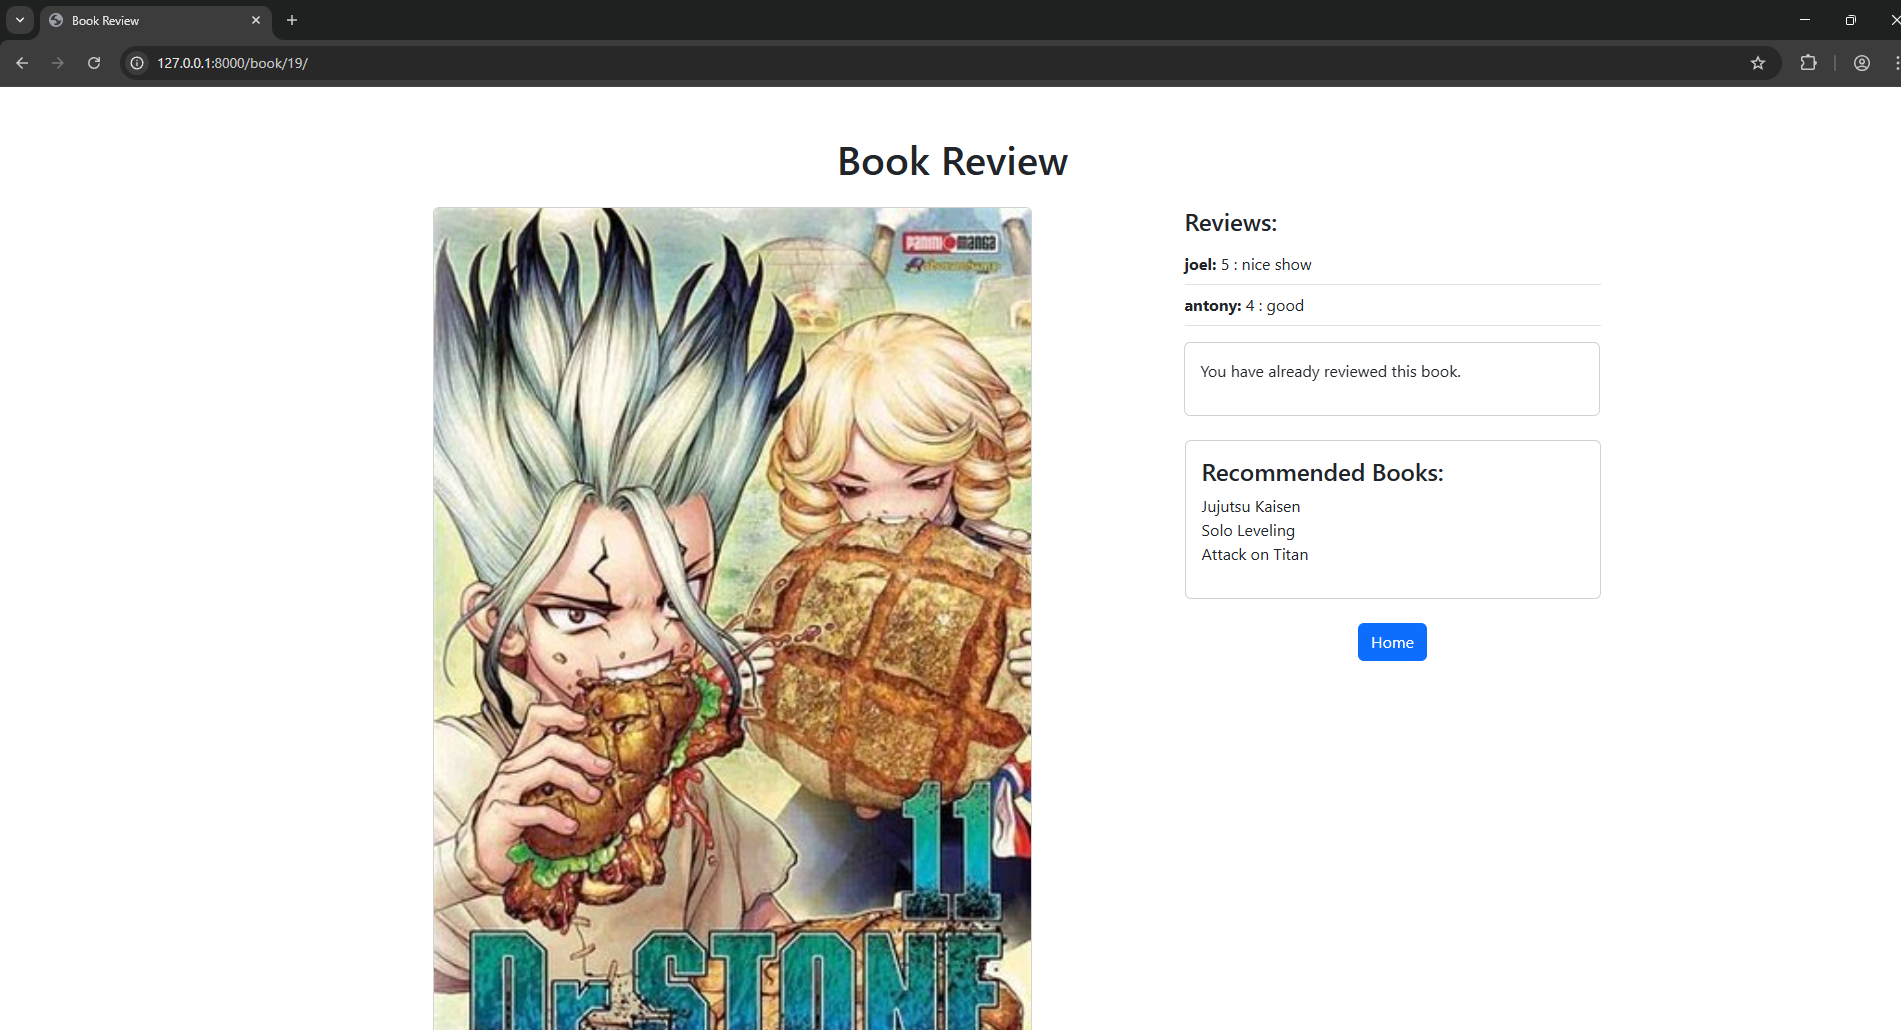 Book Review
127.0.0.1:8000/book/19/
Book Review
PANINI MANGA
11
Dr.STONE
Reviews:
joel: 5 : nice show
antony: 4 : good
You have already reviewed this book.
Recommended Books:
Jujutsu Kaisen
Solo Leveling
Attack on Titan
Home